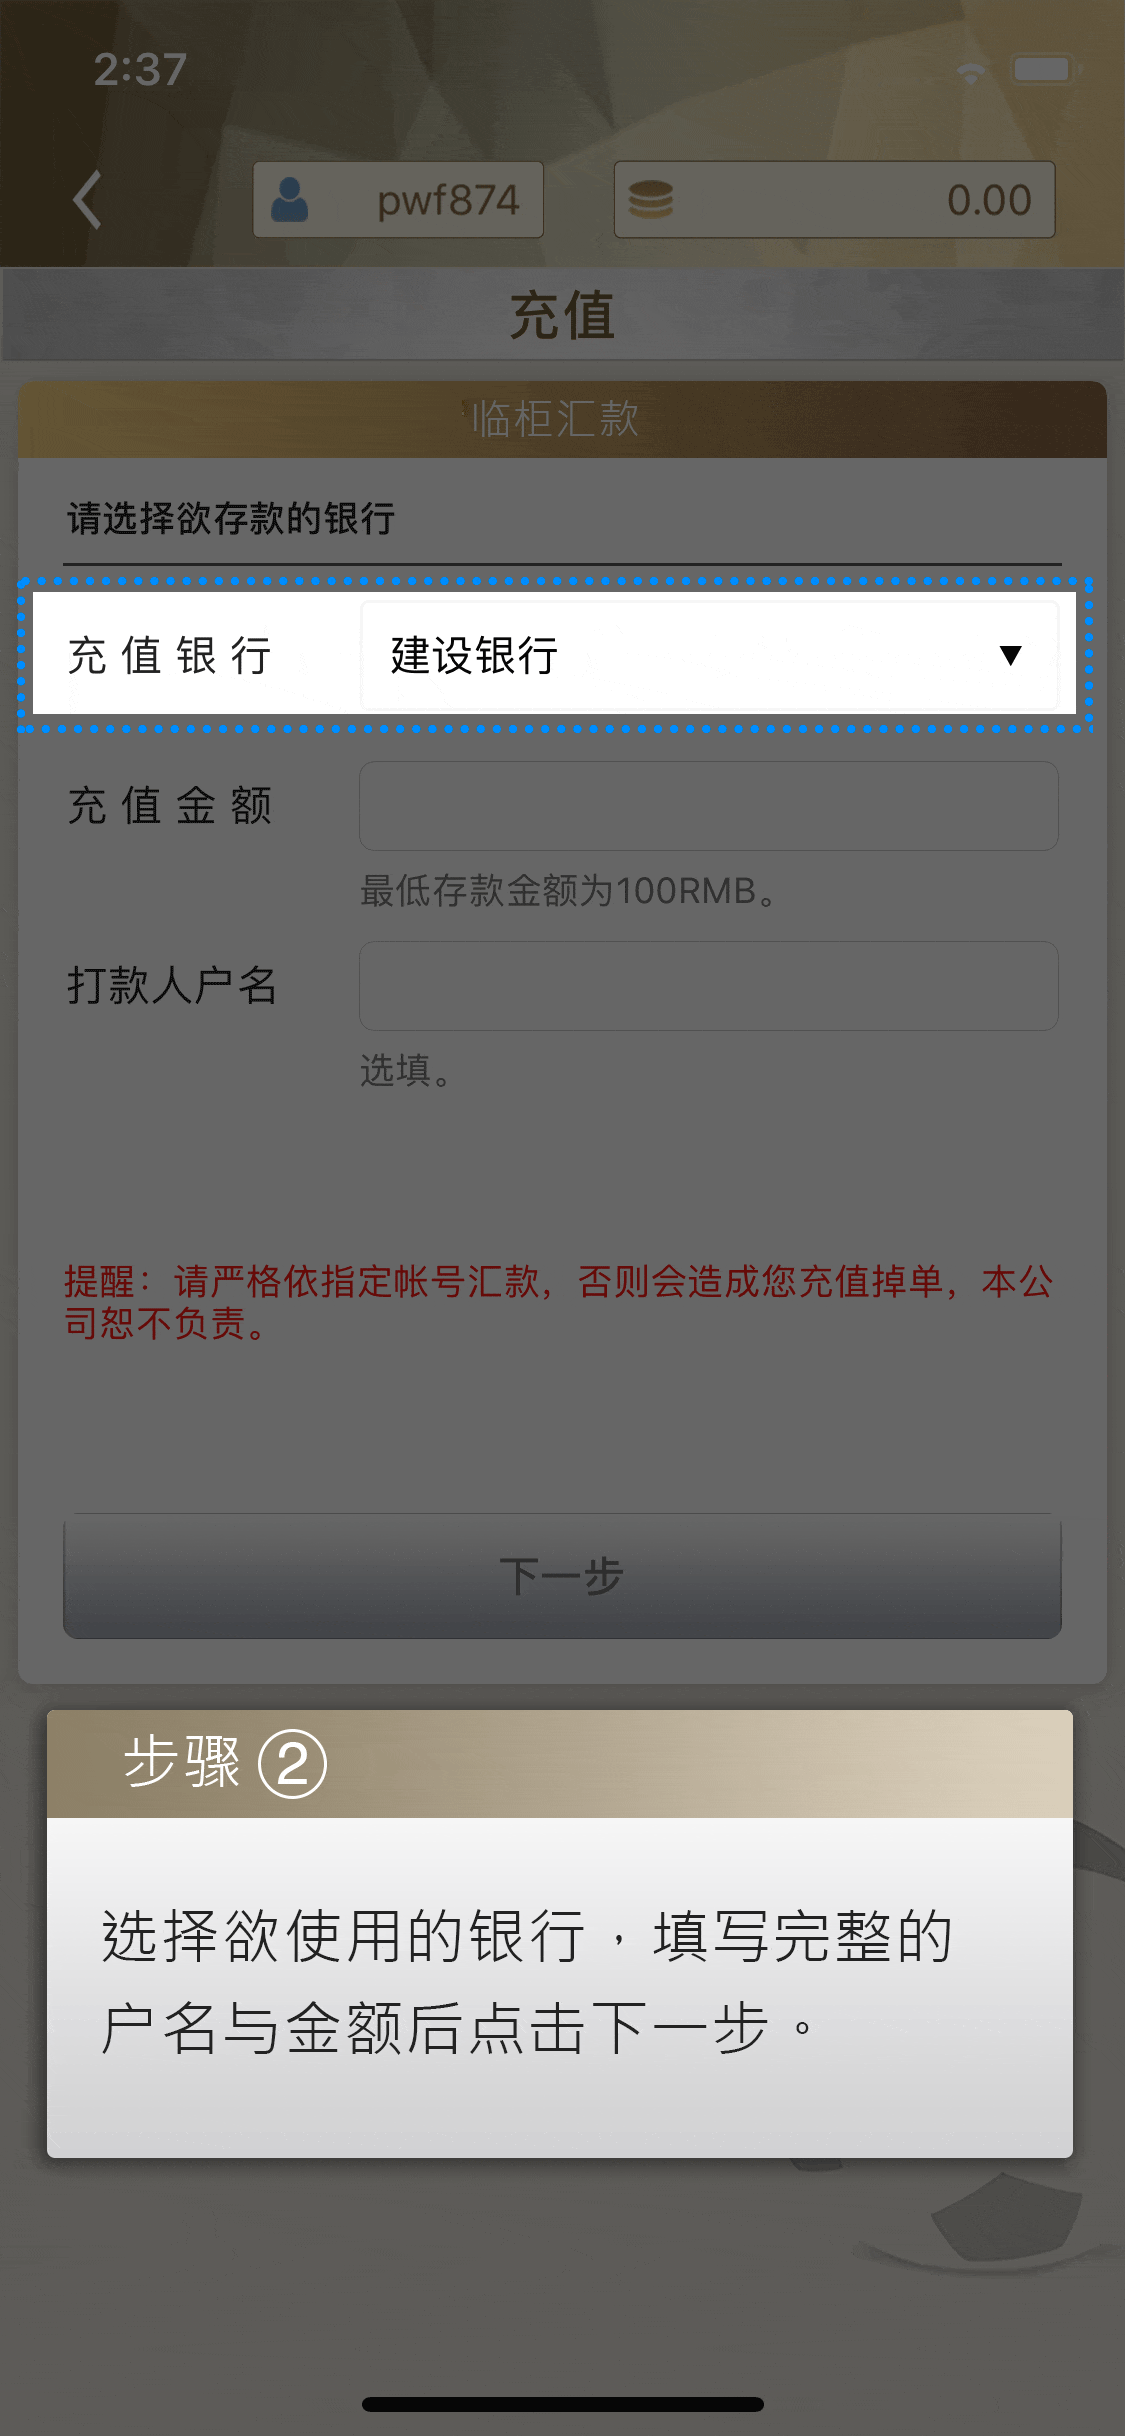 2:37
pwf874
0.00
充值
临柜汇款
请选择欲存款的银行
充值银行
建设银行
充值金额
最低存款金额为100RMB。
打款人户名
选填。
提醒：请严格依指定帐号汇款，否则会造成您充值掉单，本公
司恕不负责。
下一步
步骤②
选择欲使用的银行，填写完整的
户名与金额后点击下一步。